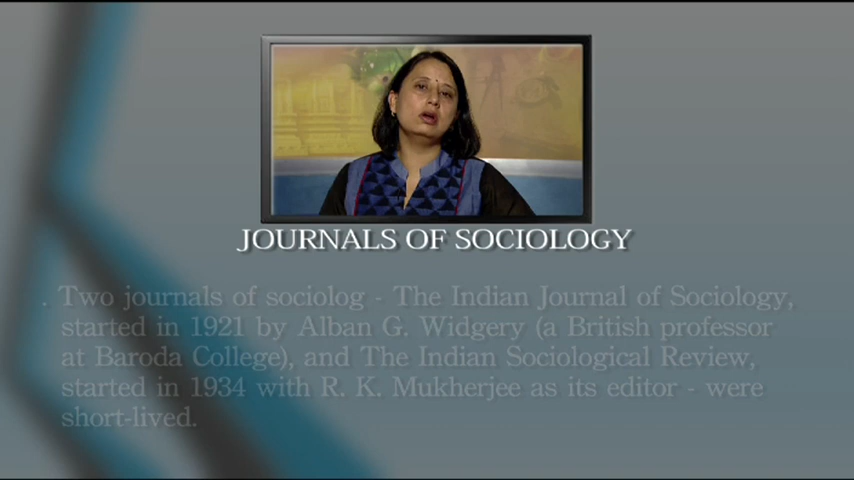 JOURNALS OF SOCIOLOGY
. Two journals of sociolog - The Indian Journal of Sociology,
started in 1921 by Alban G. Widgery (a British professor
at Baroda College), and The Indian Sociological Review,
started in 1934 with R. K. Mukherjee as its editor - were
short-lived.